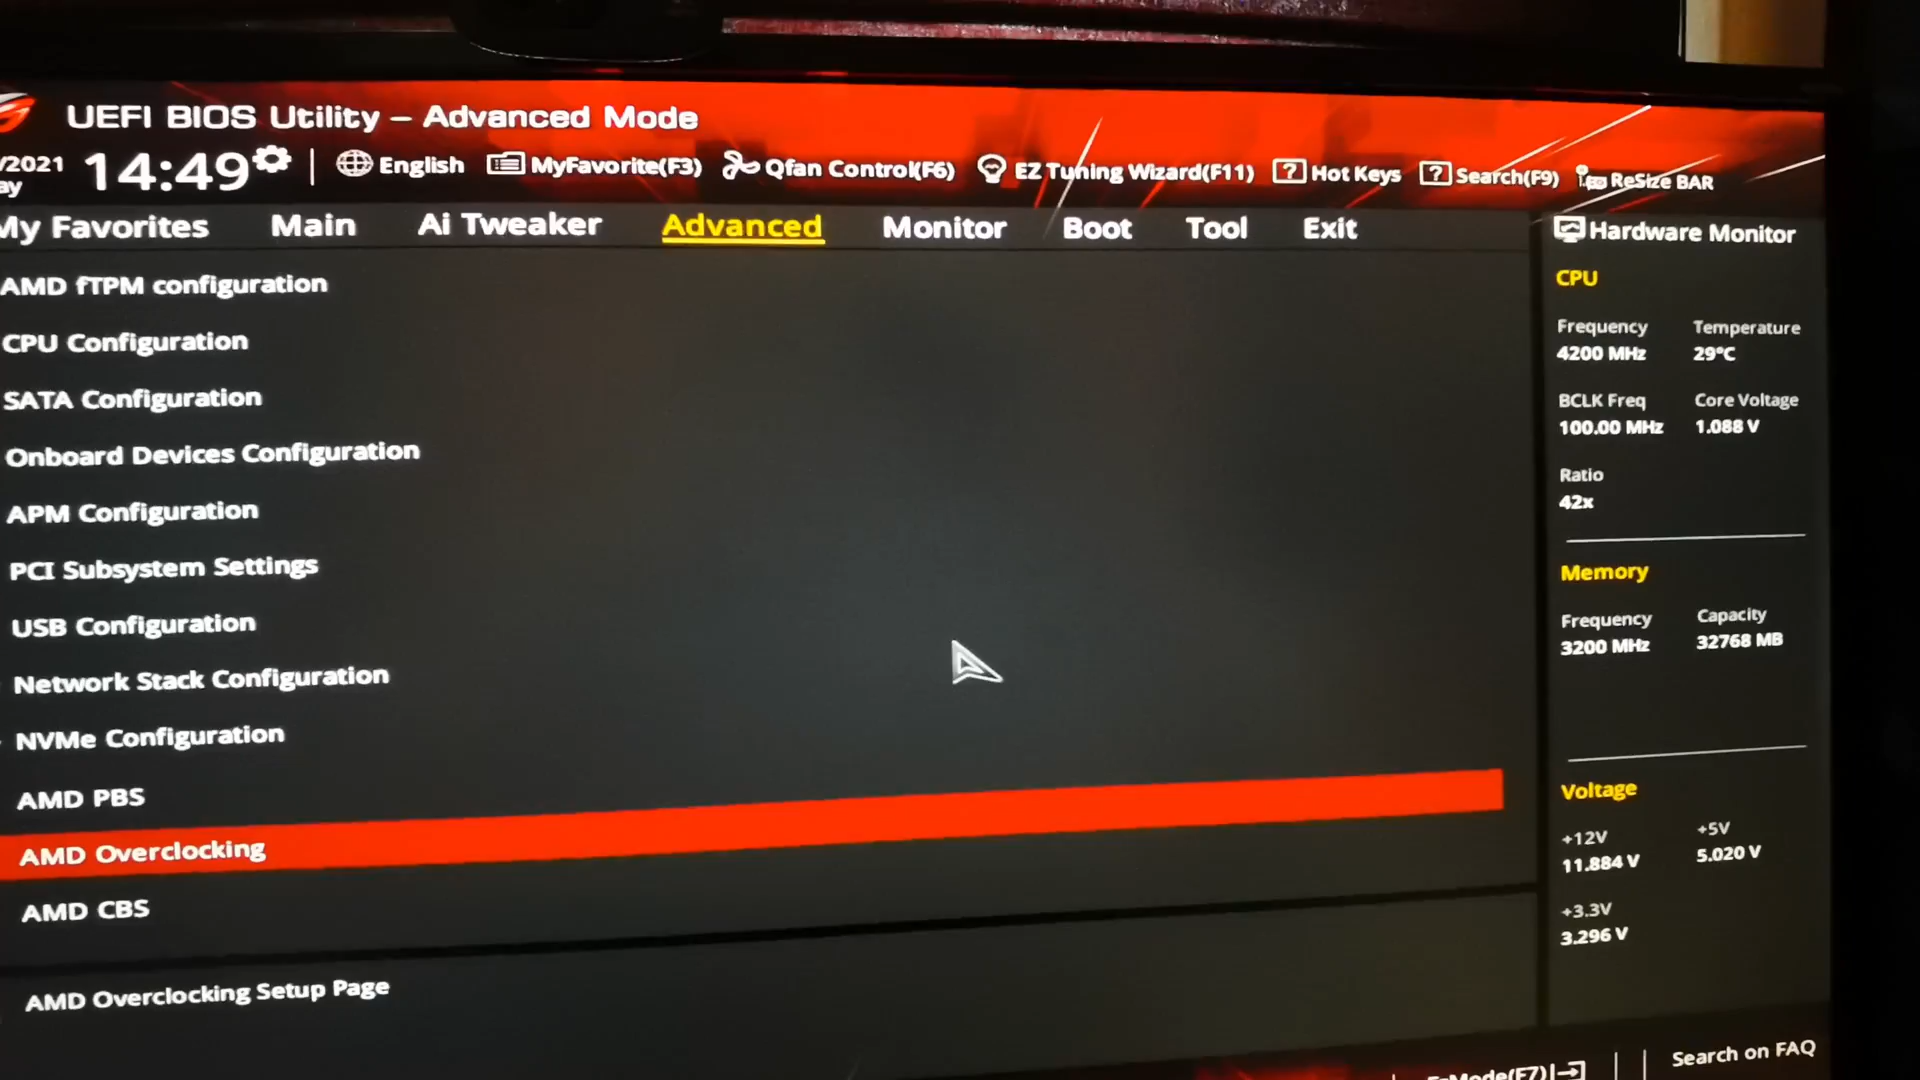 UEFI BIOS Utility – Advanced Mode
/2021
ay
14:49
English
MyFavorite(F3)
Qfan Control(F6)
EZ Tuning Wizard(F11)
Hot Keys
Search(F9)
ReSize BAR
My Favorites
Main
Ai Tweaker
Advanced
Monitor
Boot
Tool
Exit
AMD fTPM configuration
CPU Configuration
SATA Configuration
Onboard Devices Configuration
APM Configuration
PCI Subsystem Settings
USB Configuration
Network Stack Configuration
NVMe Configuration
AMD PBS
AMD Overclocking
AMD CBS
AMD Overclocking Setup Page
Hardware Monitor
CPU
Frequency Temperature
4200 MHz 29°C
BCLK Freq Core Voltage
100.00 MHz 1.088 V
Ratio
42x
Memory
Frequency Capacity
3200 MHz 32768 MB
Voltage
+12V +5V
11.884 V 5.020 V
+3.3V
3.296 V
EzMode(F7)
Search on FAQ